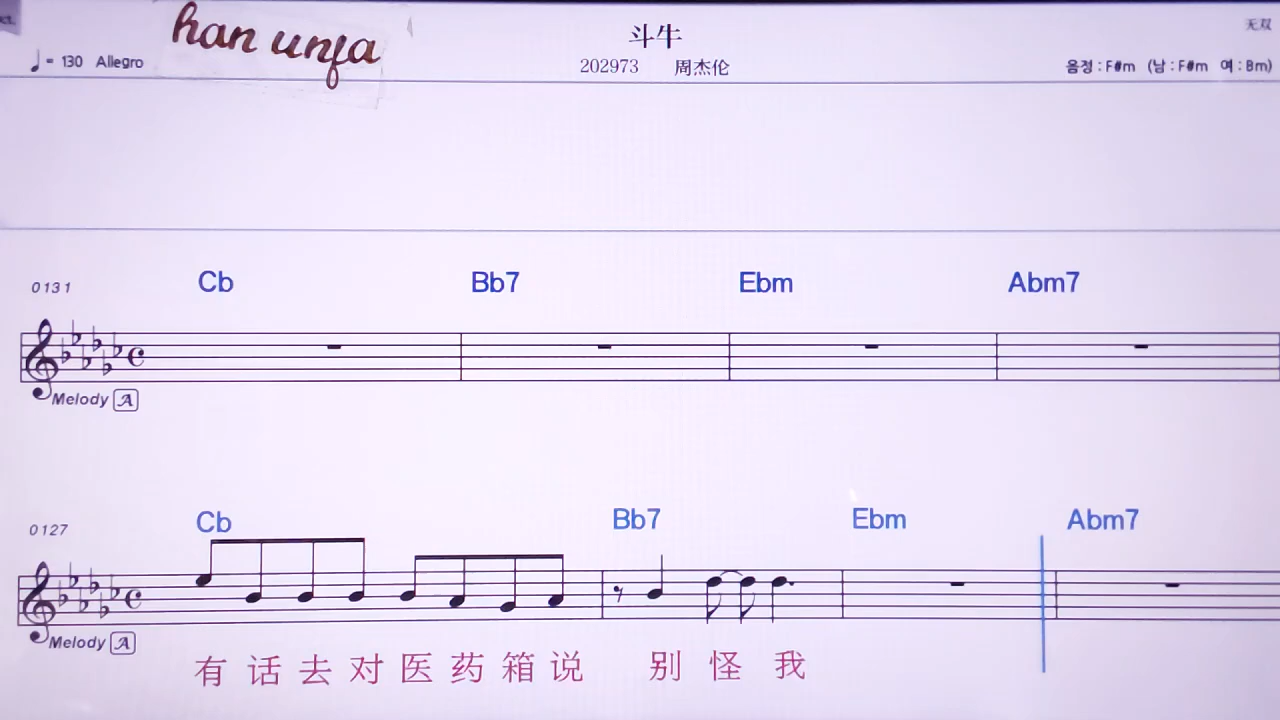 han unfa
斗牛
无双
♩= 130 Allegro
202973 周杰伦
음정 : F#m (남 : F#m 여 : Bm)
Cb Bb7 Ebm Abm7
0131
Melody A
Cb Bb7 Ebm Abm7
0127
Melody A
有话去对医药箱说 别怪我